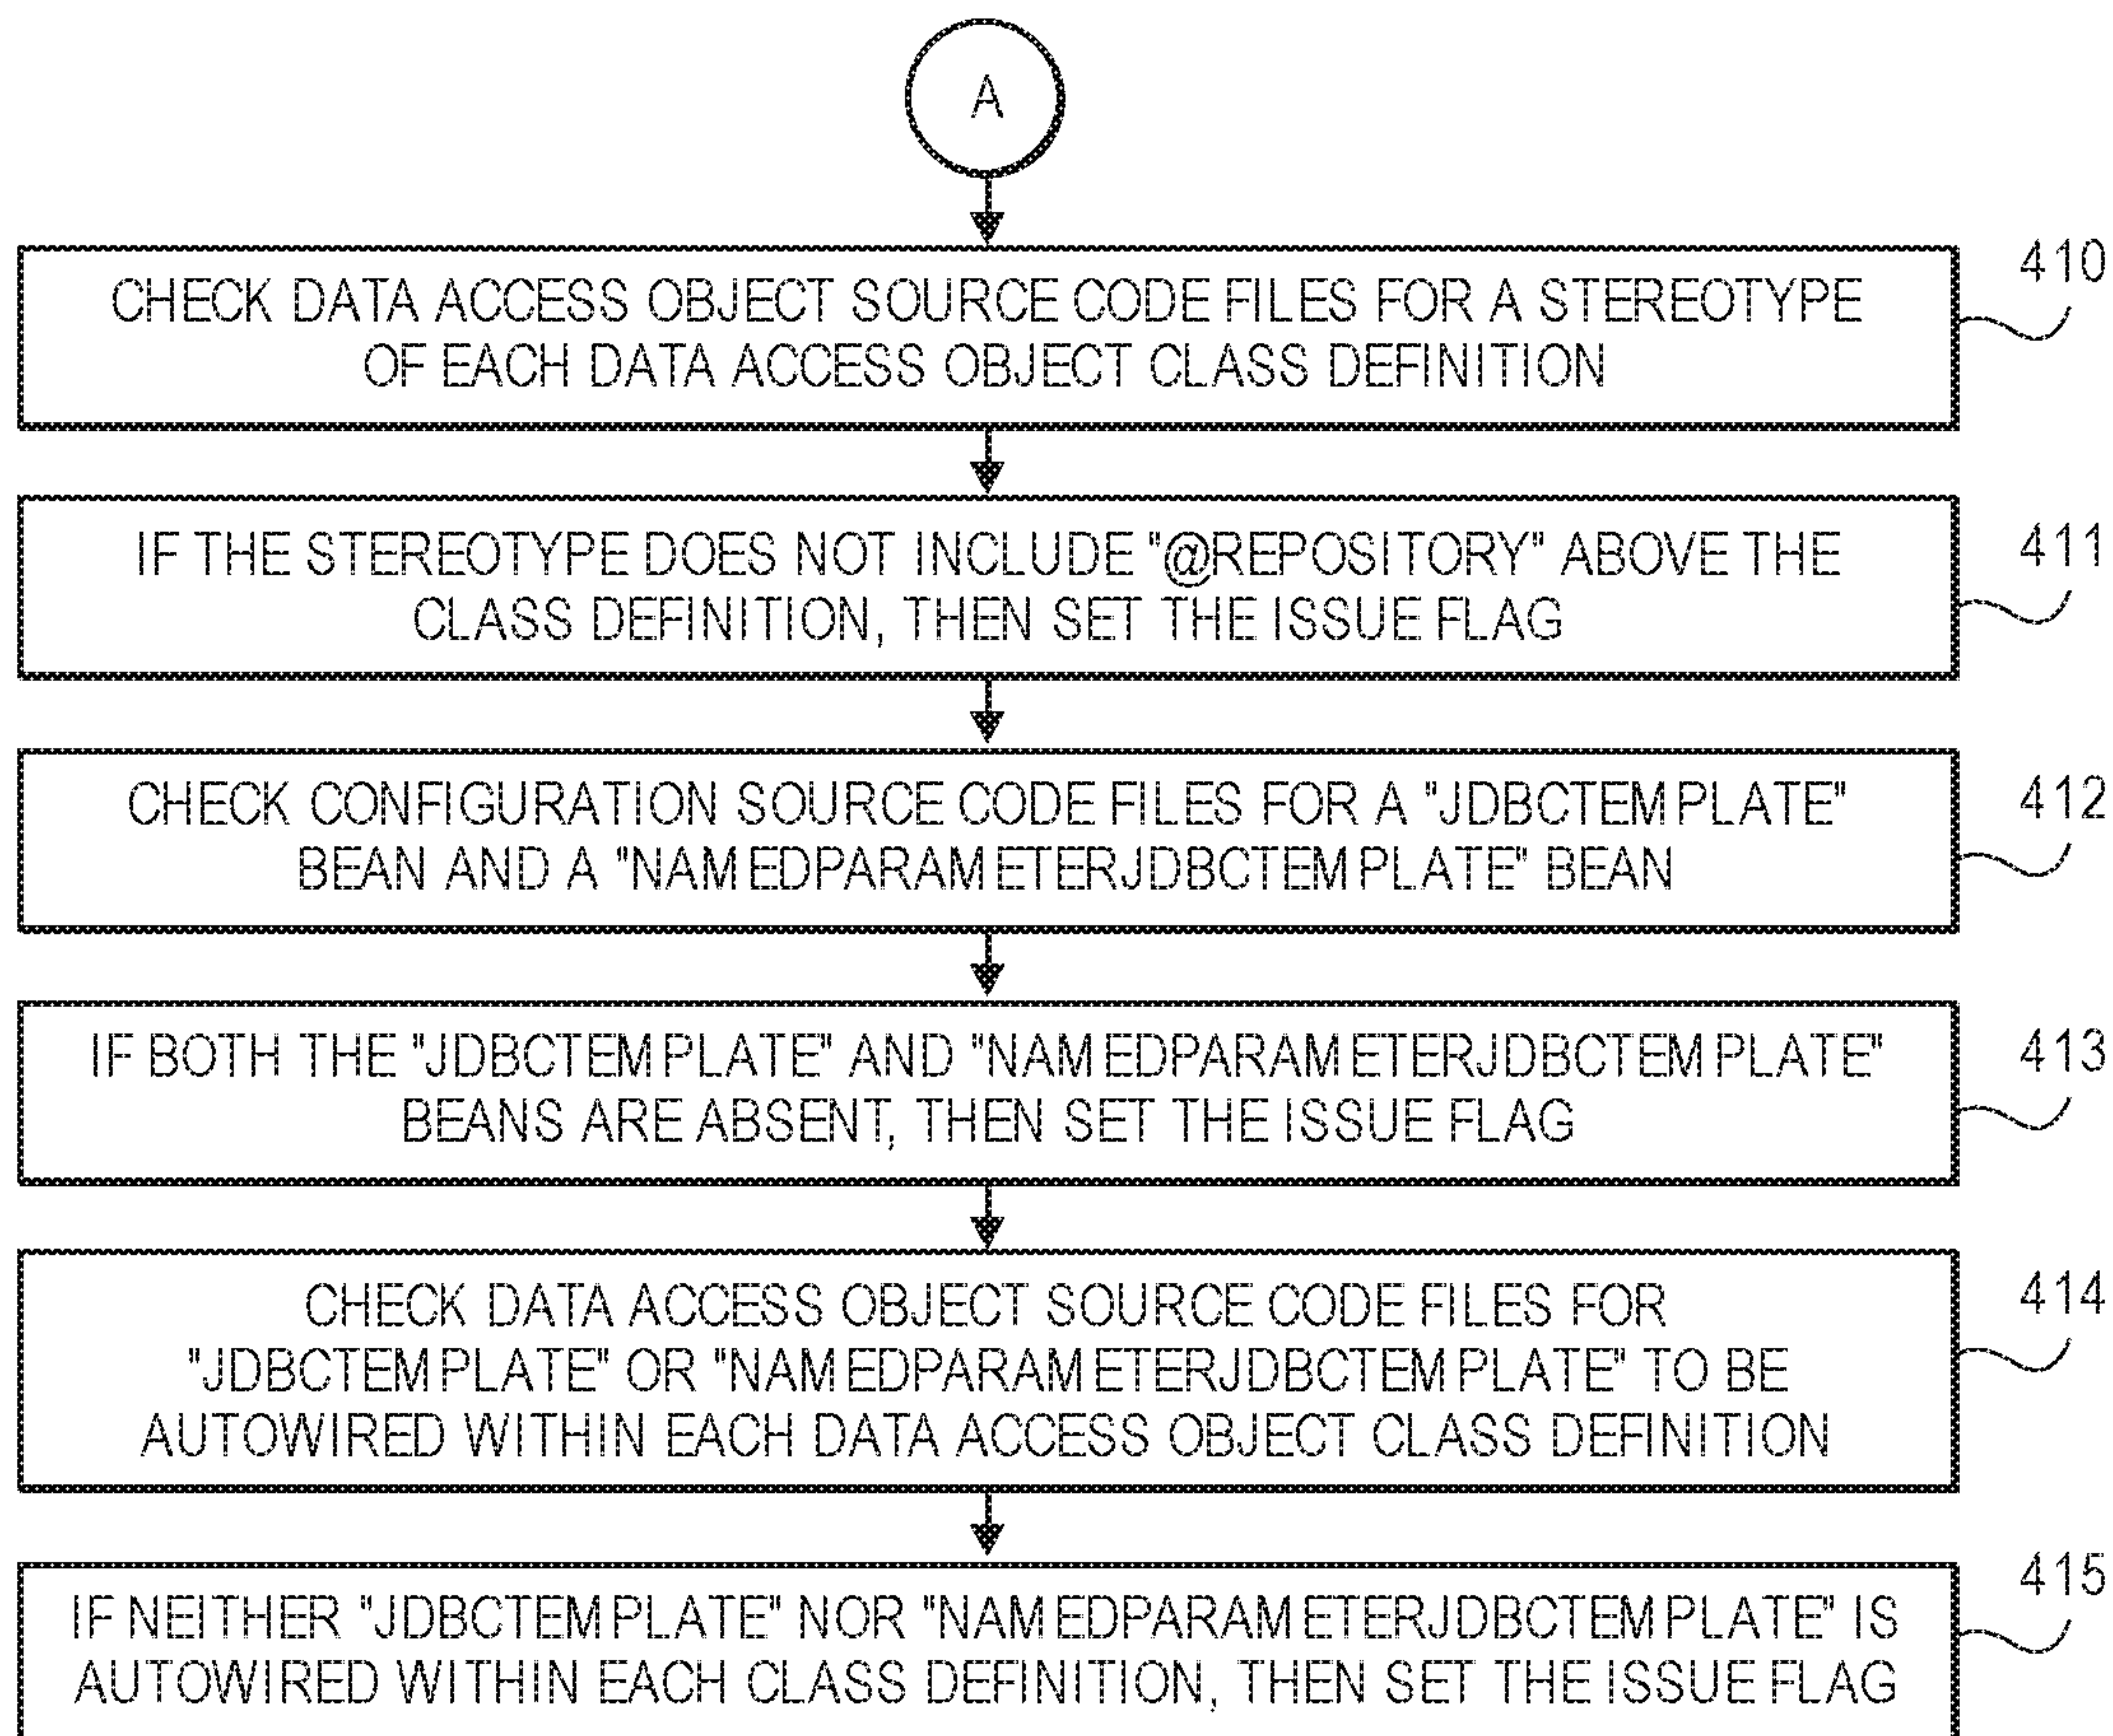 A
CHECK DATA ACCESS OBJECT SOURCE CODE FILES FOR A STEREOTYPE
OF EACH DATA ACCESS OBJECT CLASS DEFINITION
410
IF THE STEREOTYPE DOES NOT INCLUDE "@REPOSITORY" ABOVE THE
CLASS DEFINITION, THEN SET THE ISSUE FLAG
411
CHECK CONFIGURATION SOURCE CODE FILES FOR A "JDBCTEMPLATE"
BEAN AND A "NAMEDPARAMETERJDBCTEMPLATE" BEAN
412
IF BOTH THE "JDBCTEMPLATE" AND "NAMEDPARAMETERJDBCTEMPLATE"
BEANS ARE ABSENT, THEN SET THE ISSUE FLAG
413
CHECK DATA ACCESS OBJECT SOURCE CODE FILES FOR
"JDBCTEMPLATE" OR "NAMEDPARAMETERJDBCTEMPLATE" TO BE
AUTOWIRED WITHIN EACH DATA ACCESS OBJECT CLASS DEFINITION
414
IF NEITHER "JDBCTEMPLATE" NOR "NAMEDPARAMETERJDBCTEMPLATE" IS
AUTOWIRED WITHIN EACH CLASS DEFINITION, THEN SET THE ISSUE FLAG
415